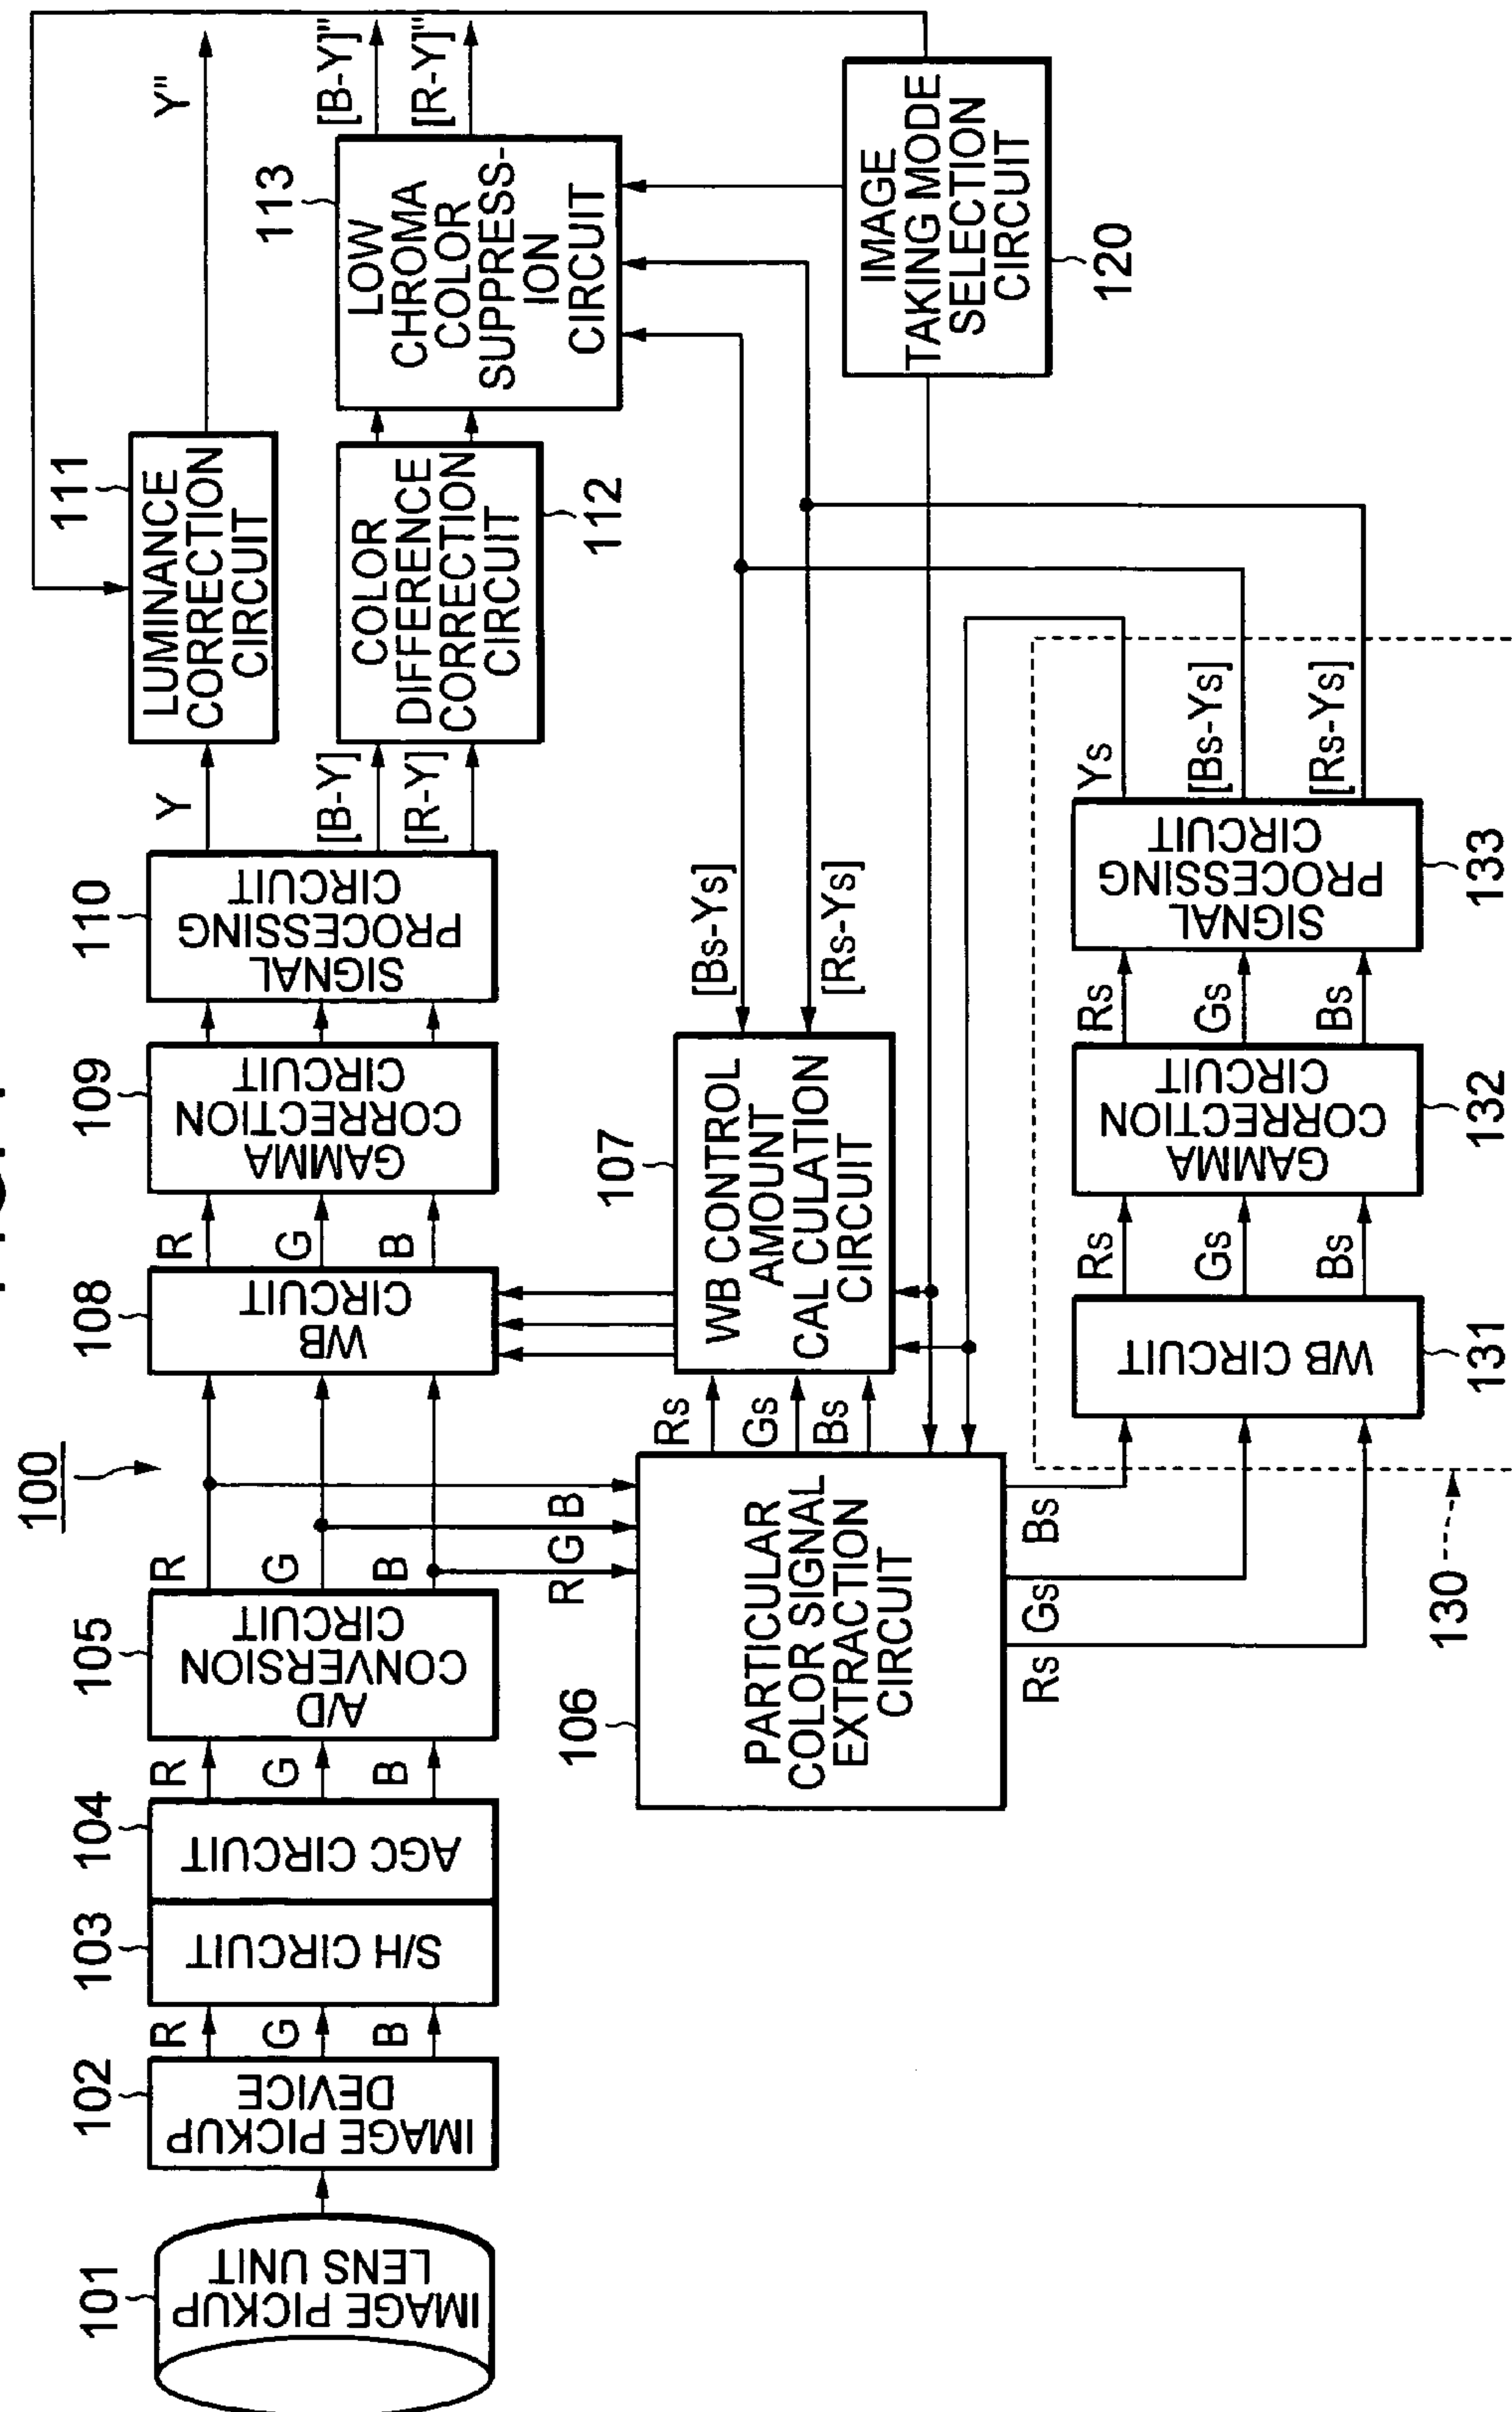 100
101
IMAGE PICKUP
LENS UNIT
102
IMAGE PICKUP
DEVICE
R
G
B
103
S/H CIRCUIT
104
AGC CIRCUIT
R
G
B
105
A/D
CONVERSION
CIRCUIT
R
G
B
108
WB
CIRCUIT
R
G
B
109
GAMMA
CORRECTION
CIRCUIT
110
SIGNAL
PROCESSING
CIRCUIT
Y
[B-Y]
[R-Y]
111
LUMINANCE
CORRECTION
CIRCUIT
Y"
COLOR
DIFFERENCE
CORRECTION
CIRCUIT
112
113
LOW
CHROMA
COLOR
SUPPRESS-
ION
CIRCUIT
[B-Y]"
[R-Y]"
R G B
106
PARTICULAR
COLOR SIGNAL
EXTRACTION
CIRCUIT
Rs
Gs
Bs
107
WB CONTROL
AMOUNT
CAL CULATION
CIRCUIT
[Bs-Ys]
[Rs-Ys]
IMAGE
TAKING MODE
SELECTION
CIRCUIT
120
Rs Gs Bs
130
WB CIRCUIT
131
Rs
Gs
Bs
GAMMA
CORRECTION
CIRCUIT
132
Rs
Gs
Bs
SIGNAL
PROCESSING
CIRCUIT
133
Ys
[Bs-Ys]
[Rs-Ys]